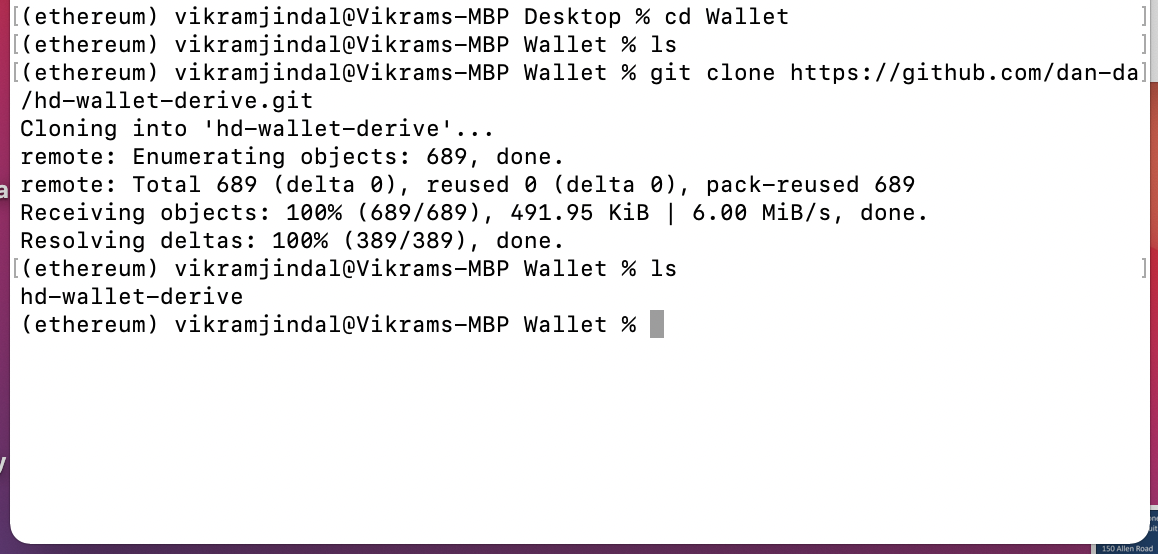 [(ethereum) vikramjindal@Vikrams-MBP Desktop % cd Wallet ]
[(ethereum) vikramjindal@Vikrams-MBP Wallet % ls ]
[(ethereum) vikramjindal@Vikrams-MBP Wallet % git clone https://github.com/dan-da]
/hd-wallet-derive.git
Cloning into 'hd-wallet-derive'...
remote: Enumerating objects: 689, done.
remote: Total 689 (delta 0), reused 0 (delta 0), pack-reused 689
Receiving objects: 100% (689/689), 491.95 KiB | 6.00 MiB/s, done.
Resolving deltas: 100% (389/389), done.
[(ethereum) vikramjindal@Vikrams-MBP Wallet % ls ]
hd-wallet-derive
(ethereum) vikramjindal@Vikrams-MBP Wallet %
150 Allen Road